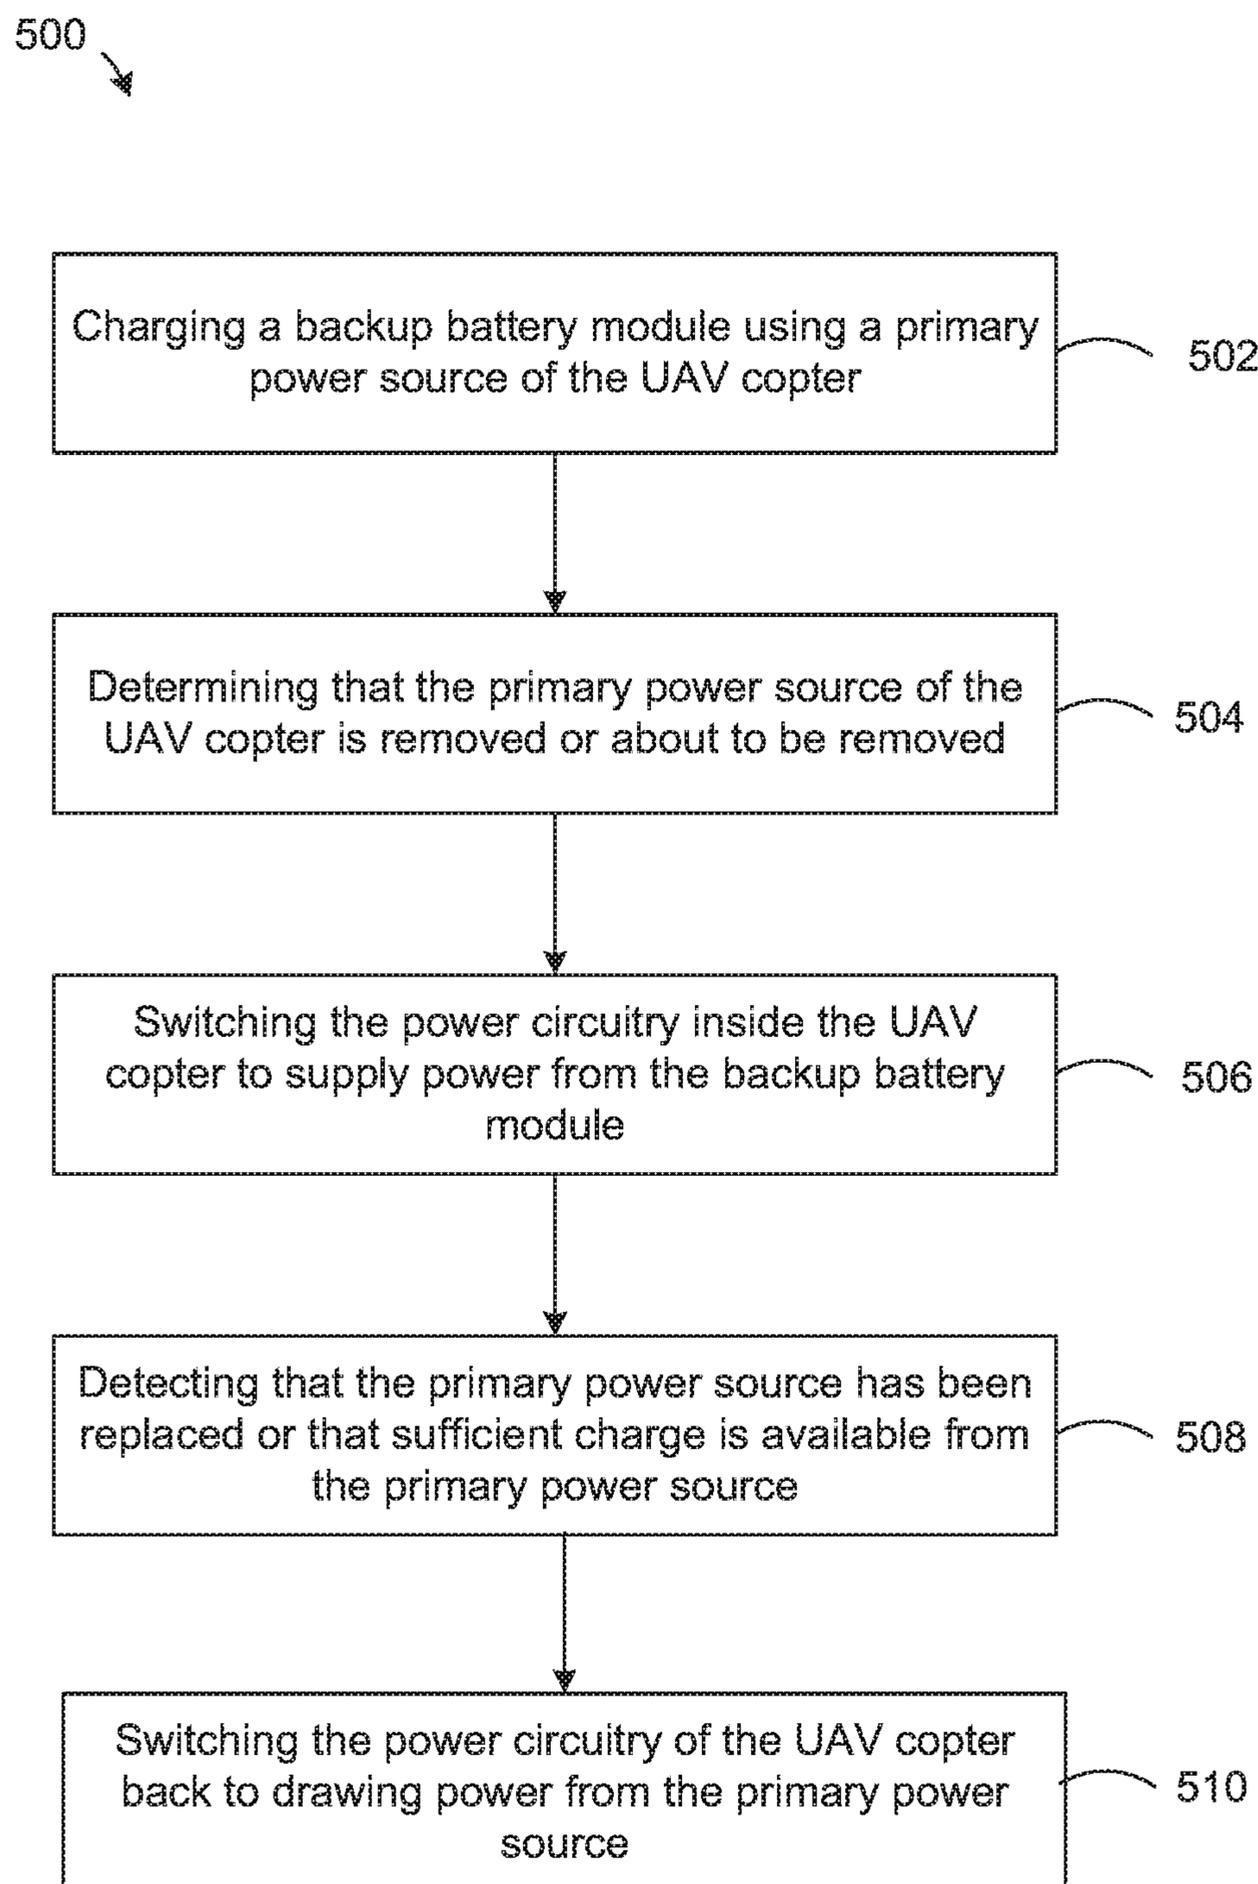 500
Charging a backup battery module using a primary
power source of the UAV copter
502
Determining that the primary power source of the
UAV copter is removed or about to be removed
504
Switching the power circuitry inside the UAV
copter to supply power from the backup battery
module
506
Detecting that the primary power source has been
replaced or that sufficient charge is available from
the primary power source
508
Switching the power circuitry of the UAV copter
back to drawing power from the primary power
source
510